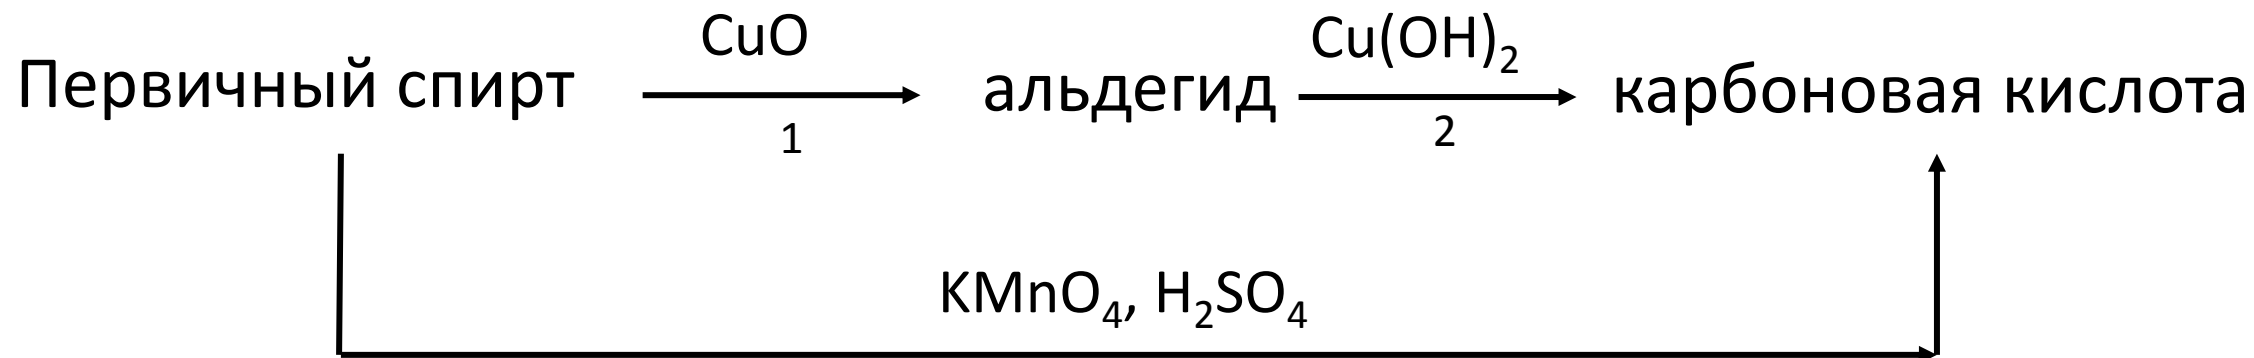 CuO
Cu(OH)₂
Первичный спирт
альдегид
карбоновая кислота
1
2
KMnO₄, H₂SO₄